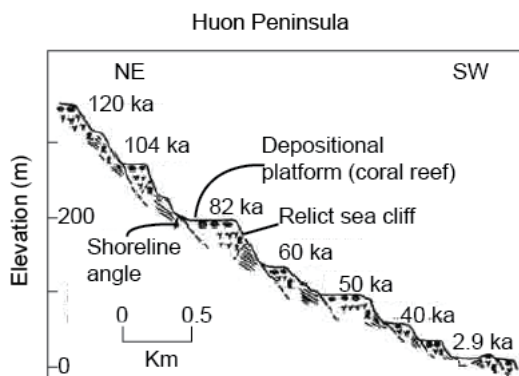 Huon Peninsula
NE
SW
120 ka
104 ka
Depositional
platform (coral reef)
82 ka
Relict sea cliff
Shoreline
angle
60 ka
50 ka
40 ka
2.9 ka
0 0.5
Km
Elevation (m)
200
0